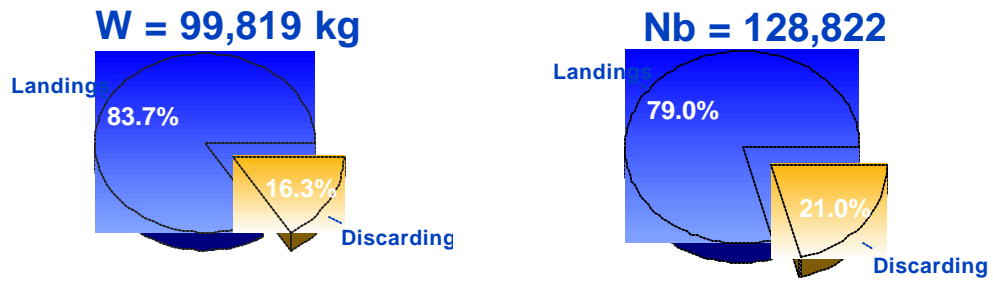 W = 99,819 kg
Landings
83.7%
16.3%
Discarding
Nb = 128,822
Landings
79.0%
21.0%
Discarding